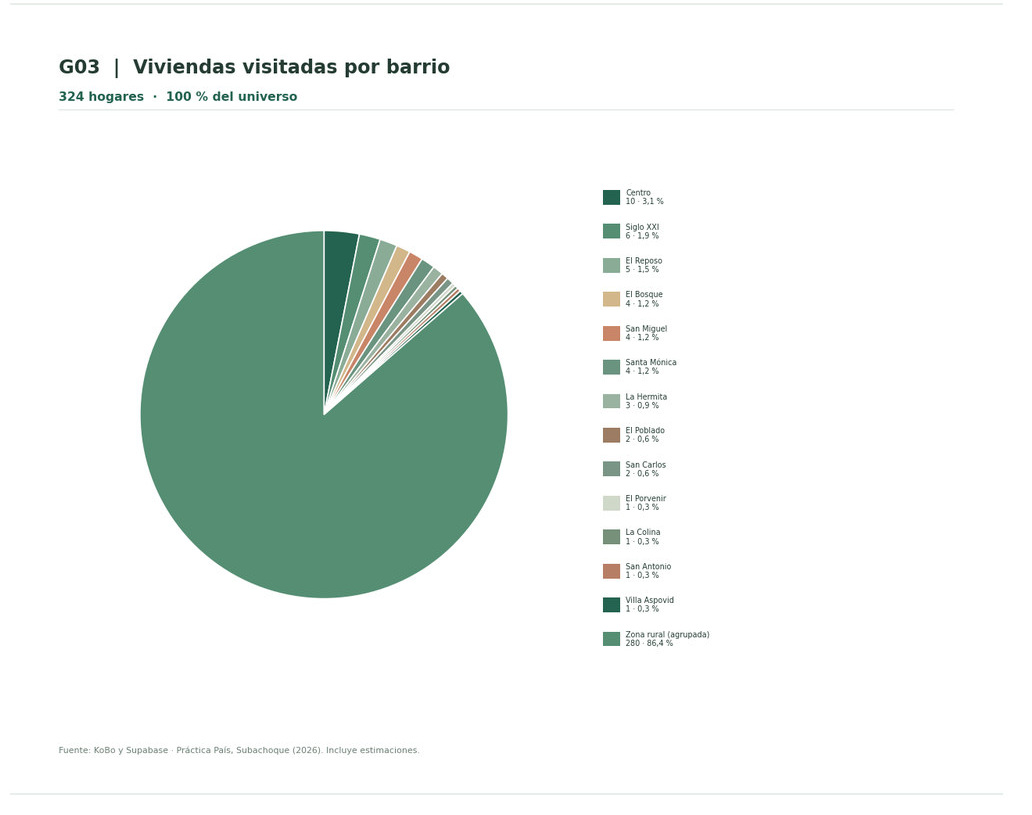 G03 | Viviendas visitadas por barrio
324 hogares · 100 % del universo
Centro
10 · 3,1 %
Siglo XXI
6 · 1,9 %
El Reposo
5 · 1,5 %
El Bosque
4 · 1,2 %
San Miguel
4 · 1,2 %
Santa Mónica
4 · 1,2 %
La Hermita
3 · 0,9 %
El Poblado
2 · 0,6 %
San Carlos
2 · 0,6 %
El Porvenir
1 · 0,3 %
La Colina
1 · 0,3 %
San Antonio
1 · 0,3 %
Villa Aspovid
1 · 0,3 %
Zona rural (agrupada)
280 · 86,4 %
Fuente: KoBo y Supabase · Práctica País, Subachoque (2026). Incluye estimaciones.